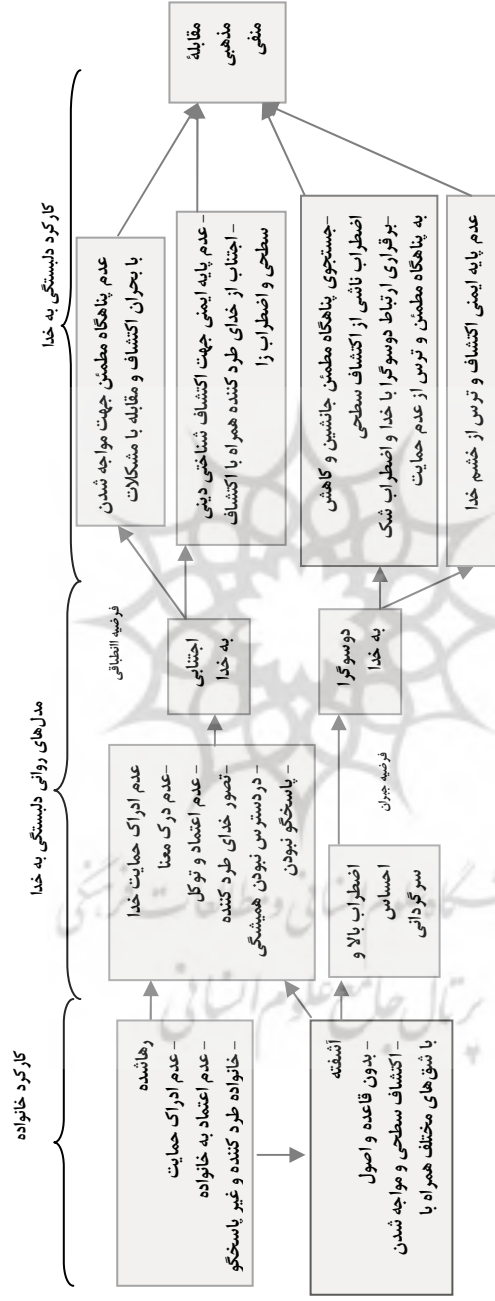 کارکرد خانواده
مدل‌های روانی دلبستگی به خدا
کارکرد دلبستگی به خدا
رهاشده
- عدم ادراک حمایت
- عدم اعتماد به خانواده
- خانواده طرد کننده و غیر پاسخگو
آشفته
- بدون قاعده و اصول
- اکتشاف سطحی و مواجه شدن
با شق‌های مختلف همراه با
عدم ادراک حمایت خدا
-عدم درک معنا
- عدم اعتماد و توکل
-تصور خدای طرد کننده
- دردسترس نبودن همیشگی
- پاسخگو نبودن
اضطراب بالا و
احساس
سرگردانی
فرضیه انطباقی
فرضیه جبران
اجتنابی
به خدا
دوسوگرا
به خدا
عدم پناهگاه مطمئن جهت مواجه شدن
با بحران اکتشاف و مقابله با مشکلات
- عدم پایه ایمنی جهت اکتشاف شناختی دینی
- اجتناب از خدای طرد کننده همراه با اکتشاف
سطحی و اضطراب زا
-جستجوی پناهگاه مطمئن جانشین و کاهش
اضطراب ناشی از اکتشاف سطحی
-برقراری ارتباط دوسوگرا با خدا و اضطراب شک
به پناهگاه مطمئن و ترس از عدم حمایت
عدم پایه ایمنی اکتشاف و ترس از خشم خدا
مقابلۀ
مذهبی
منفی
پرتال جامع علوم انسانی